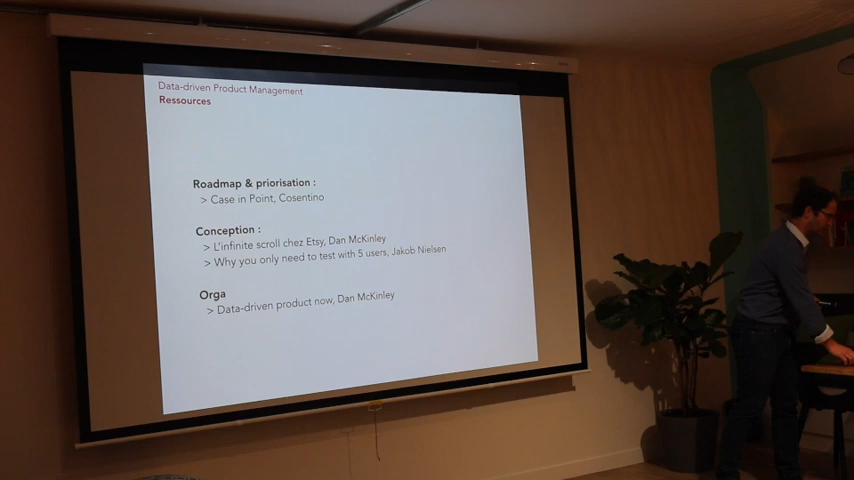 Data-driven Product Management
Ressources
Roadmap & priorisation :
> Case in Point, Cosentino
Conception :
> L'infinite scroll chez Etsy, Dan McKinley
> Why you only need to test with 5 users, Jakob Nielsen
Orga
> Data-driven product now, Dan McKinley